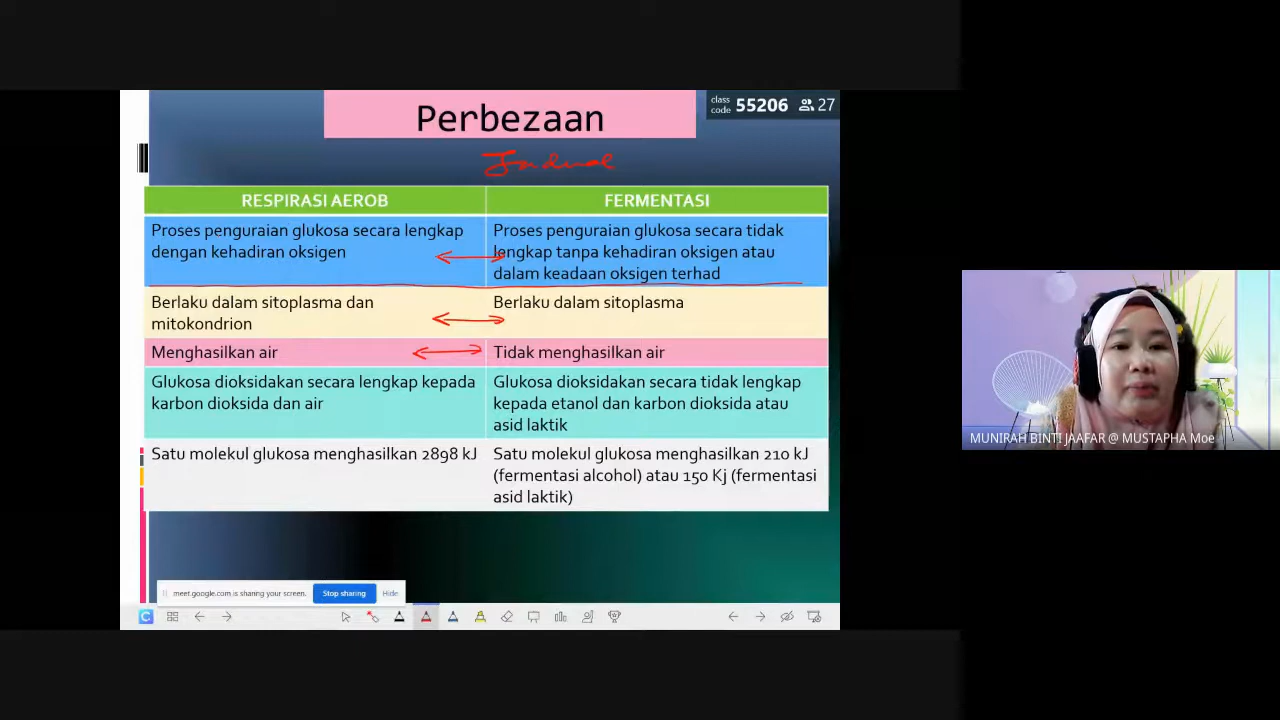 Perbezaan
class code 55206 27
Jadual
RESPIRASI AEROB
FERMENTASI
Proses penguraian glukosa secara lengkap
dengan kehadiran oksigen
Proses penguraian glukosa secara tidak
lengkap tanpa kehadiran oksigen atau
dalam keadaan oksigen terhad
Berlaku dalam sitoplasma dan
mitokondrion
Berlaku dalam sitoplasma
Menghasilkan air
Tidak menghasilkan air
Glukosa dioksidakan secara lengkap kepada
karbon dioksida dan air
Glukosa dioksidakan secara tidak lengkap
kepada etanol dan karbon dioksida atau
asid laktik
Satu molekul glukosa menghasilkan 2898 kJ
Satu molekul glukosa menghasilkan 210 kJ
(fermentasi alcohol) atau 150 Kj (fermentasi
asid laktik)
MUNIRAH BINTI JAAFAR @ MUSTAPHA Moe
meet.google.com is sharing your screen.
Stop sharing
Hide